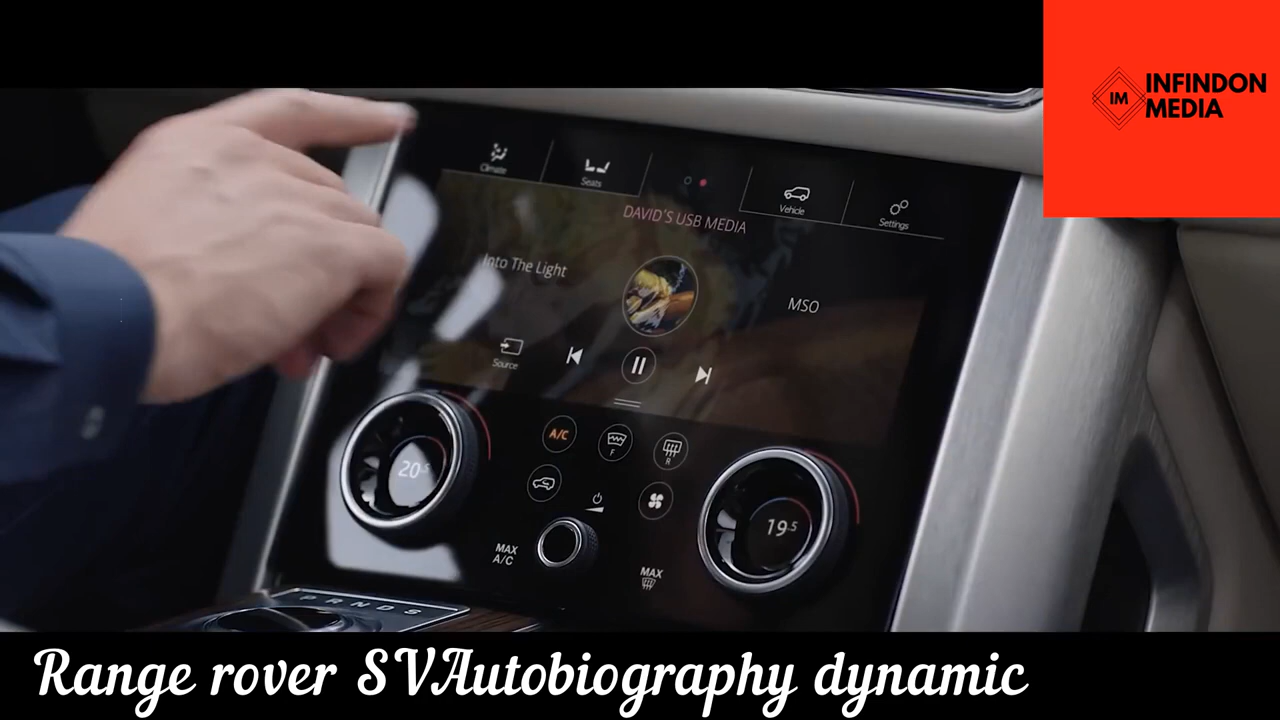 IM
INFINDON
MEDIA
Climate
Seats
Vehicle
Settings
DAVID'S USB MEDIA
Into The Light
MSO
Source
A/C
F
R
20.5
19.5
MAX
A/C
MAX
P R N D S
Range rover SVAutobiography dynamic